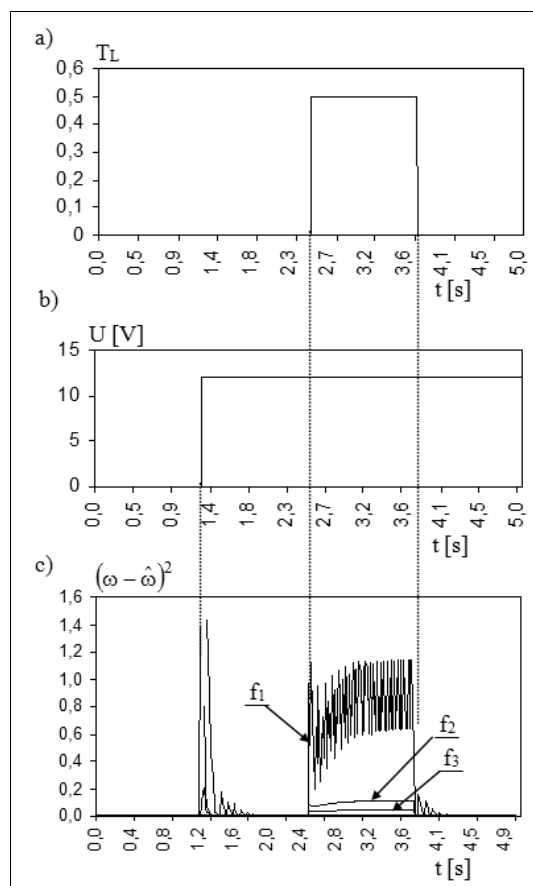 a)
T_L
0,6
0,5
0,4
0,3
0,2
0,1
0
0,0 0,5 0,9 1,4 1,8 2,3 2,7 3,2 3,6 4,1 4,5 5,0
t [s]
b)
U [V]
15
10
5
0
0,0 0,5 0,9 1,4 1,8 2,3 2,7 3,2 3,6 4,1 4,5 5,0
t [s]
c)
(ω − ω̂)²
1,6
1,4
1,2
1,0
0,8
0,6
0,4
0,2
0,0
f₁
f₂
f₃
0,0 0,4 0,8 1,2 1,6 2,0 2,4 2,8 3,2 3,6 4,1 4,5 4,9
t [s]